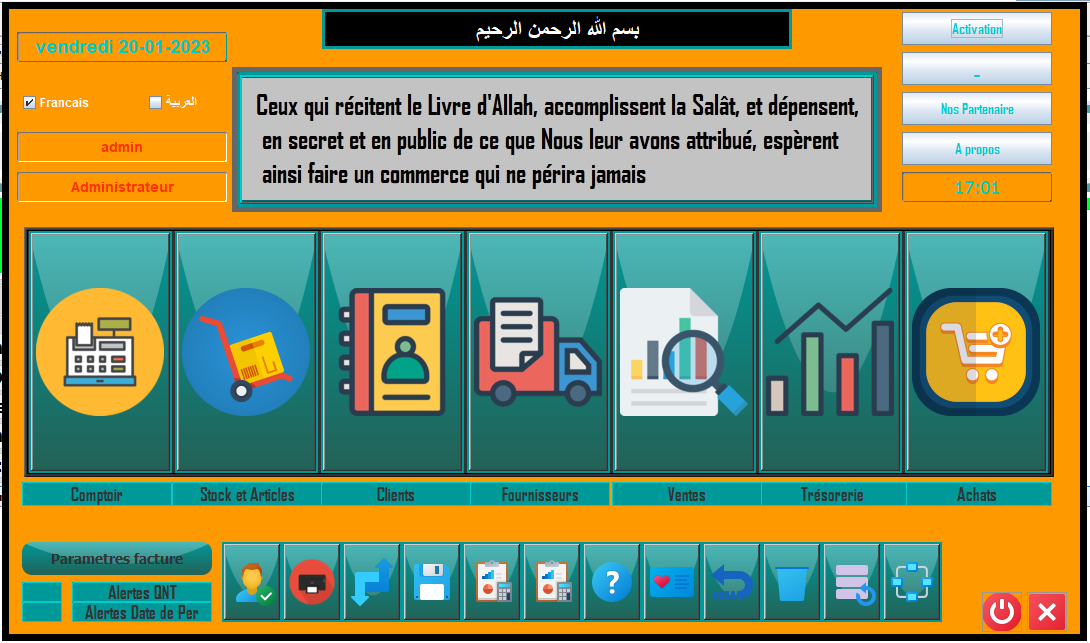 بسم الله الرحمن الرحيم
vendredi 20-01-2023
Activation
Francais
العربية
Ceux qui récitent le Livre d'Allah, accomplissent la Salât, et dépensent,
en secret et en public de ce que Nous leur avons attribué, espèrent
ainsi faire un commerce qui ne périra jamais
Nos Partenaire
admin
A propos
Administrateur
17:01
Comptoir
Stock et Articles
Clients
Fournisseurs
Ventes
Trésorerie
Achats
Parametres facture
Alertes QNT
Alertes Date de Per